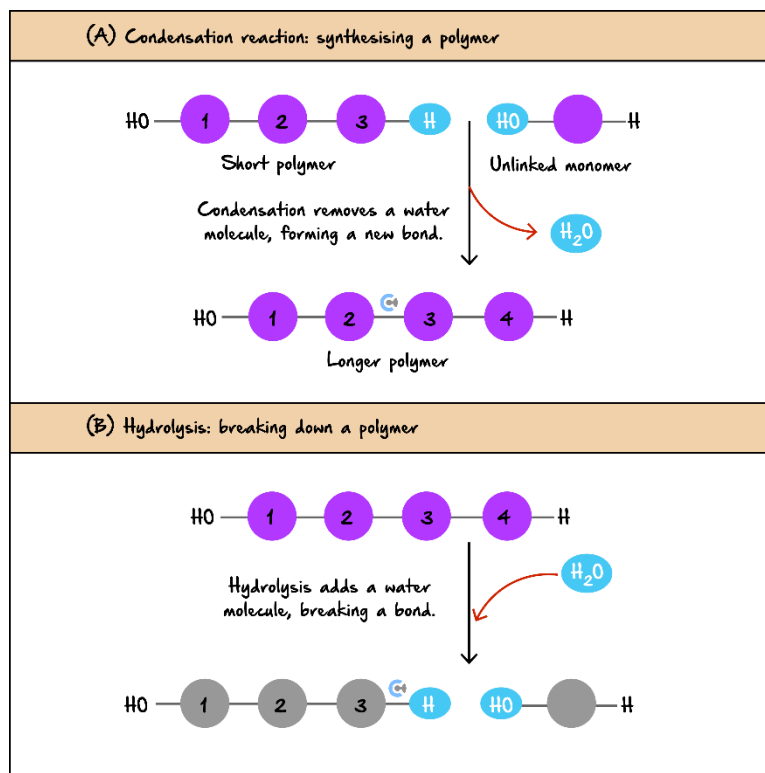 (A) Condensation reaction: synthesising a polymer
HO 1 2 3 H HO H
Short polymer Unlinked monomer
Condensation removes a water
molecule, forming a new bond.
H₂O
HO 1 2 3 4 H
Longer polymer
(B) Hydrolysis: breaking down a polymer
HO 1 2 3 4 H
Hydrolysis adds a water
molecule, breaking a bond.
H₂O
HO 1 2 3 H HO H